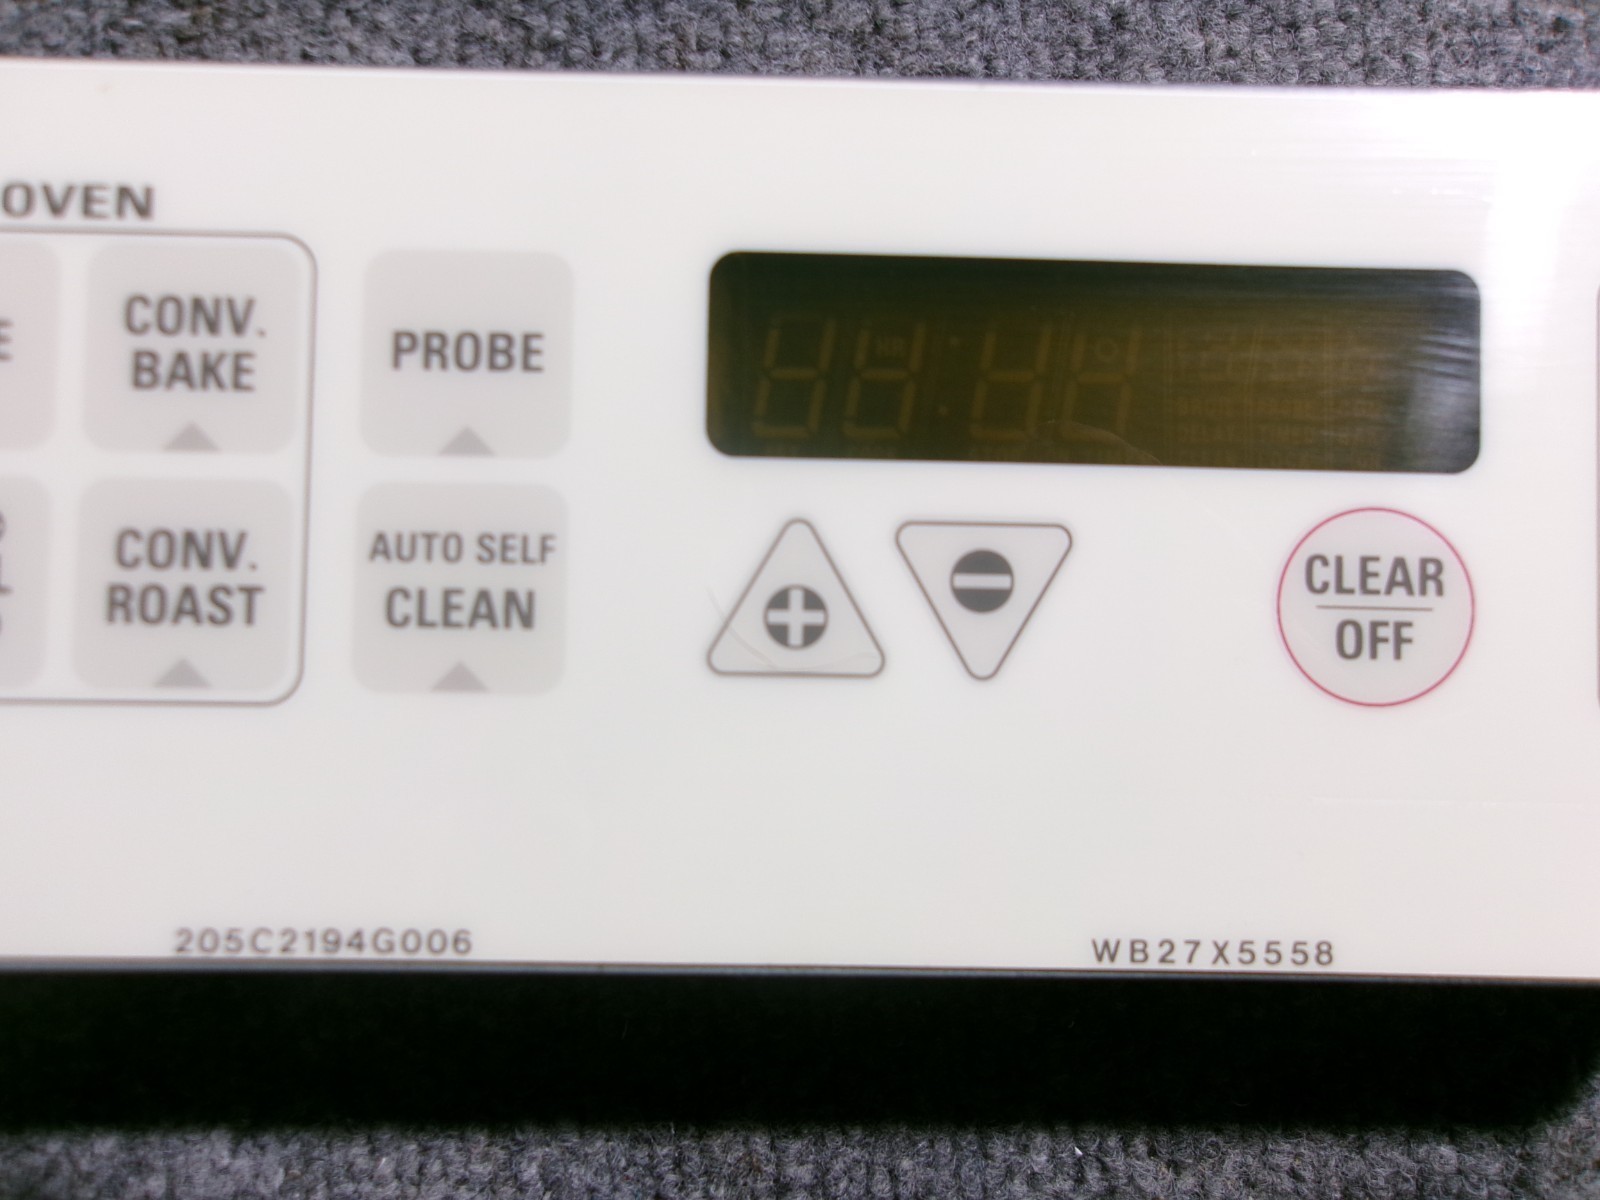 OVEN
CONV.
BAKE
PROBE
CONV.
ROAST
AUTO SELF
CLEAN
CLEAR
OFF
205C2194G006
WB27X5558